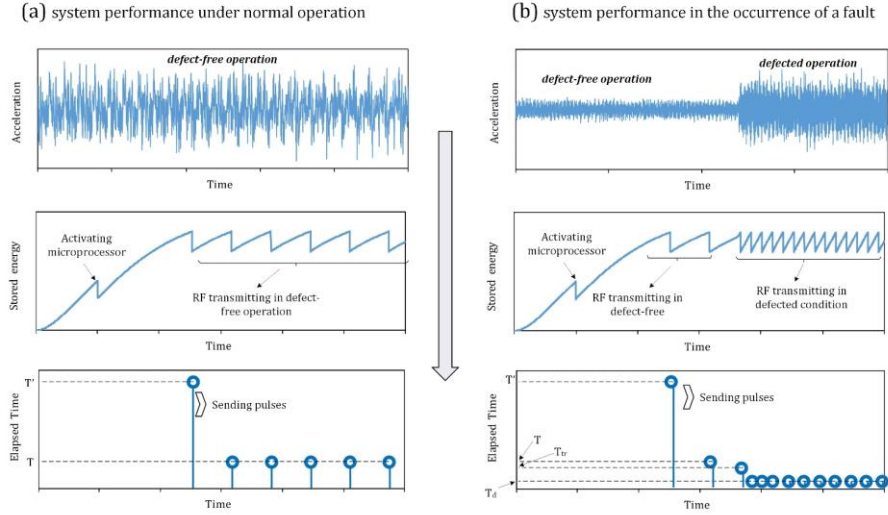 (a) system performance under normal operation
defect-free operation
Acceleration
Time
Activating
microprocessor
RF transmitting in defect-
free operation
Stored energy
Time
T'
Sending pulses
T
Elapsed Time
Time
(b) system performance in the occurrence of a fault
defect-free operation
defected operation
Acceleration
Time
Activating
microprocessor
RF transmitting in
defect-free
RF transmitting in
defected condition
Stored energy
Time
T'
Sending pulses
T
Ttr
Td
Elapsed Time
Time